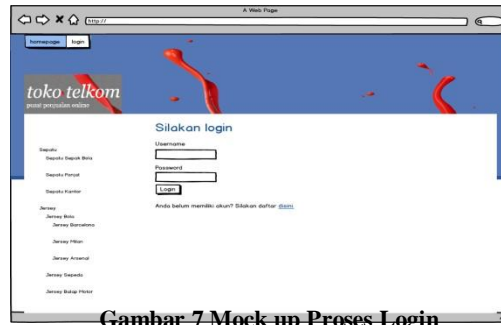 A Web Page
http://
homepage login
toko telkom
pusat penjualan online
Silakan login
Username
Password
Login
Anda belum memiliki akun? Silakan daftar disini
Sepatu
Sepatu Sepak Bola
Sepatu Pantofel
Sepatu Kantor
Jersey
Jersey Bola
Jersey Barcelona
Jersey Milan
Jersey Arsenal
Jersey Sepeda
Jersey Balap Motor
Gambar 7 Mock up Proses Login